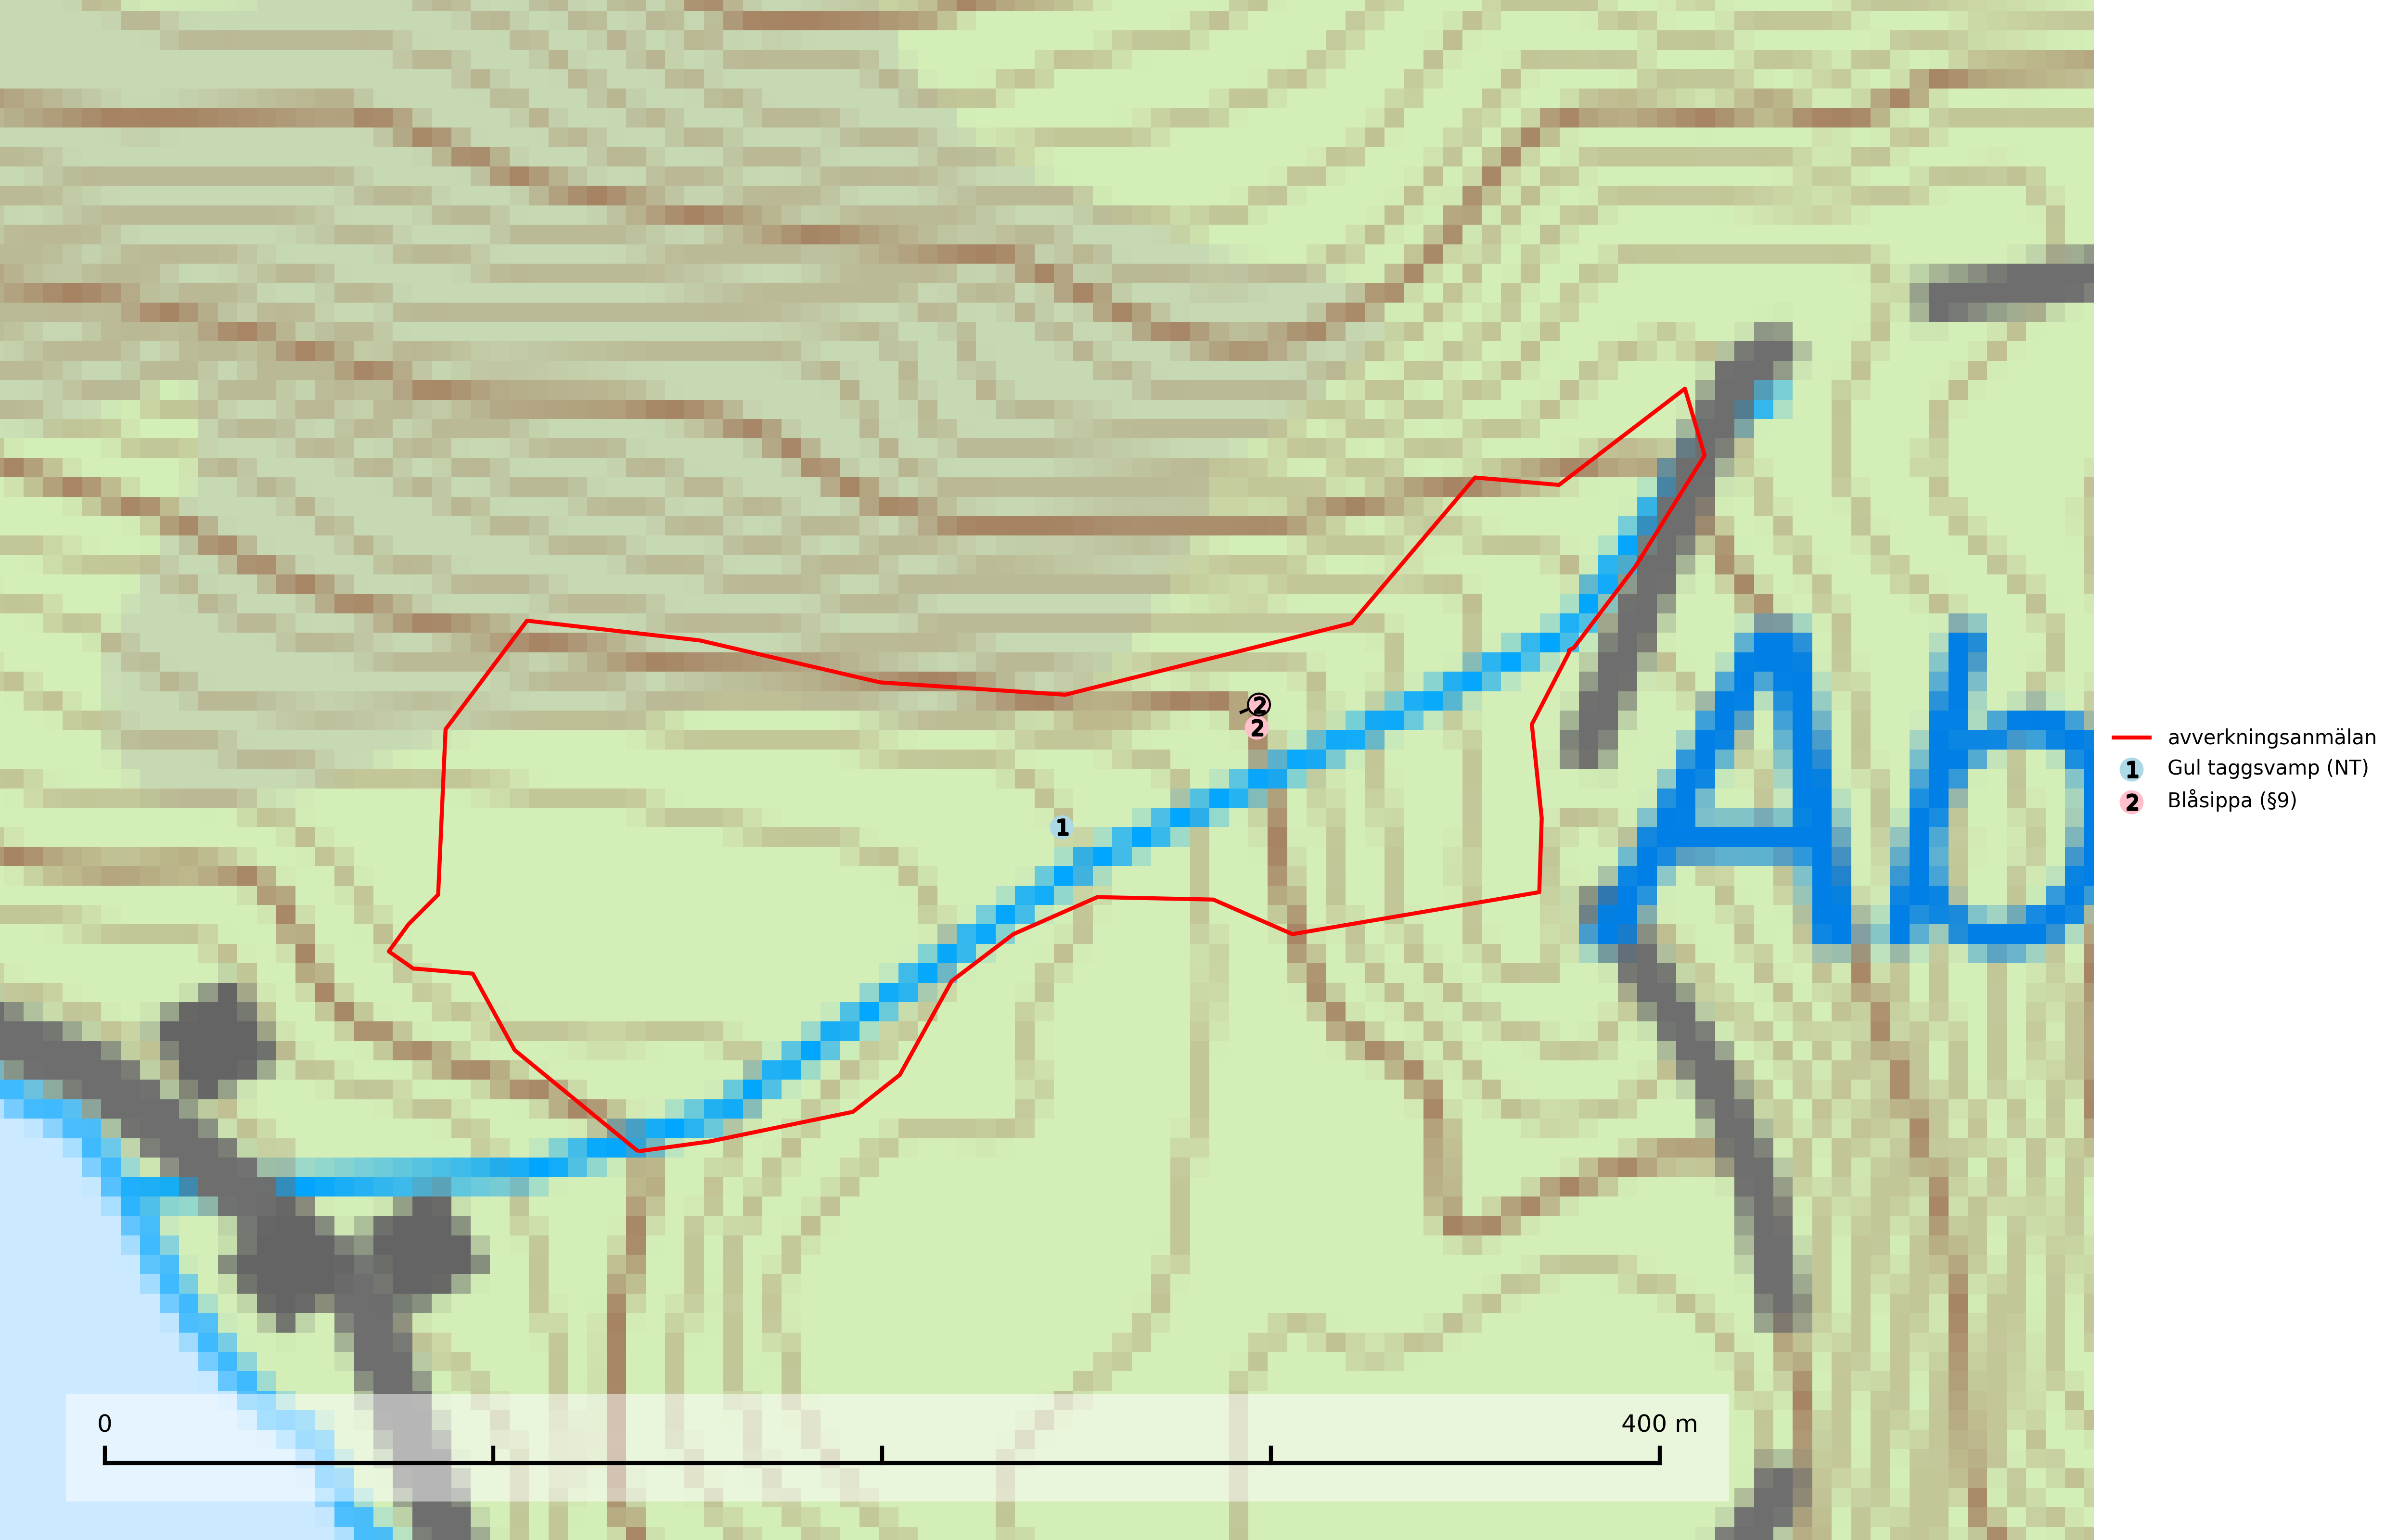 2
2
1
Ab
avverkningsanmälan
1 Gul taggsvamp (NT)
2 Blåsippa (§9)
0 400 m